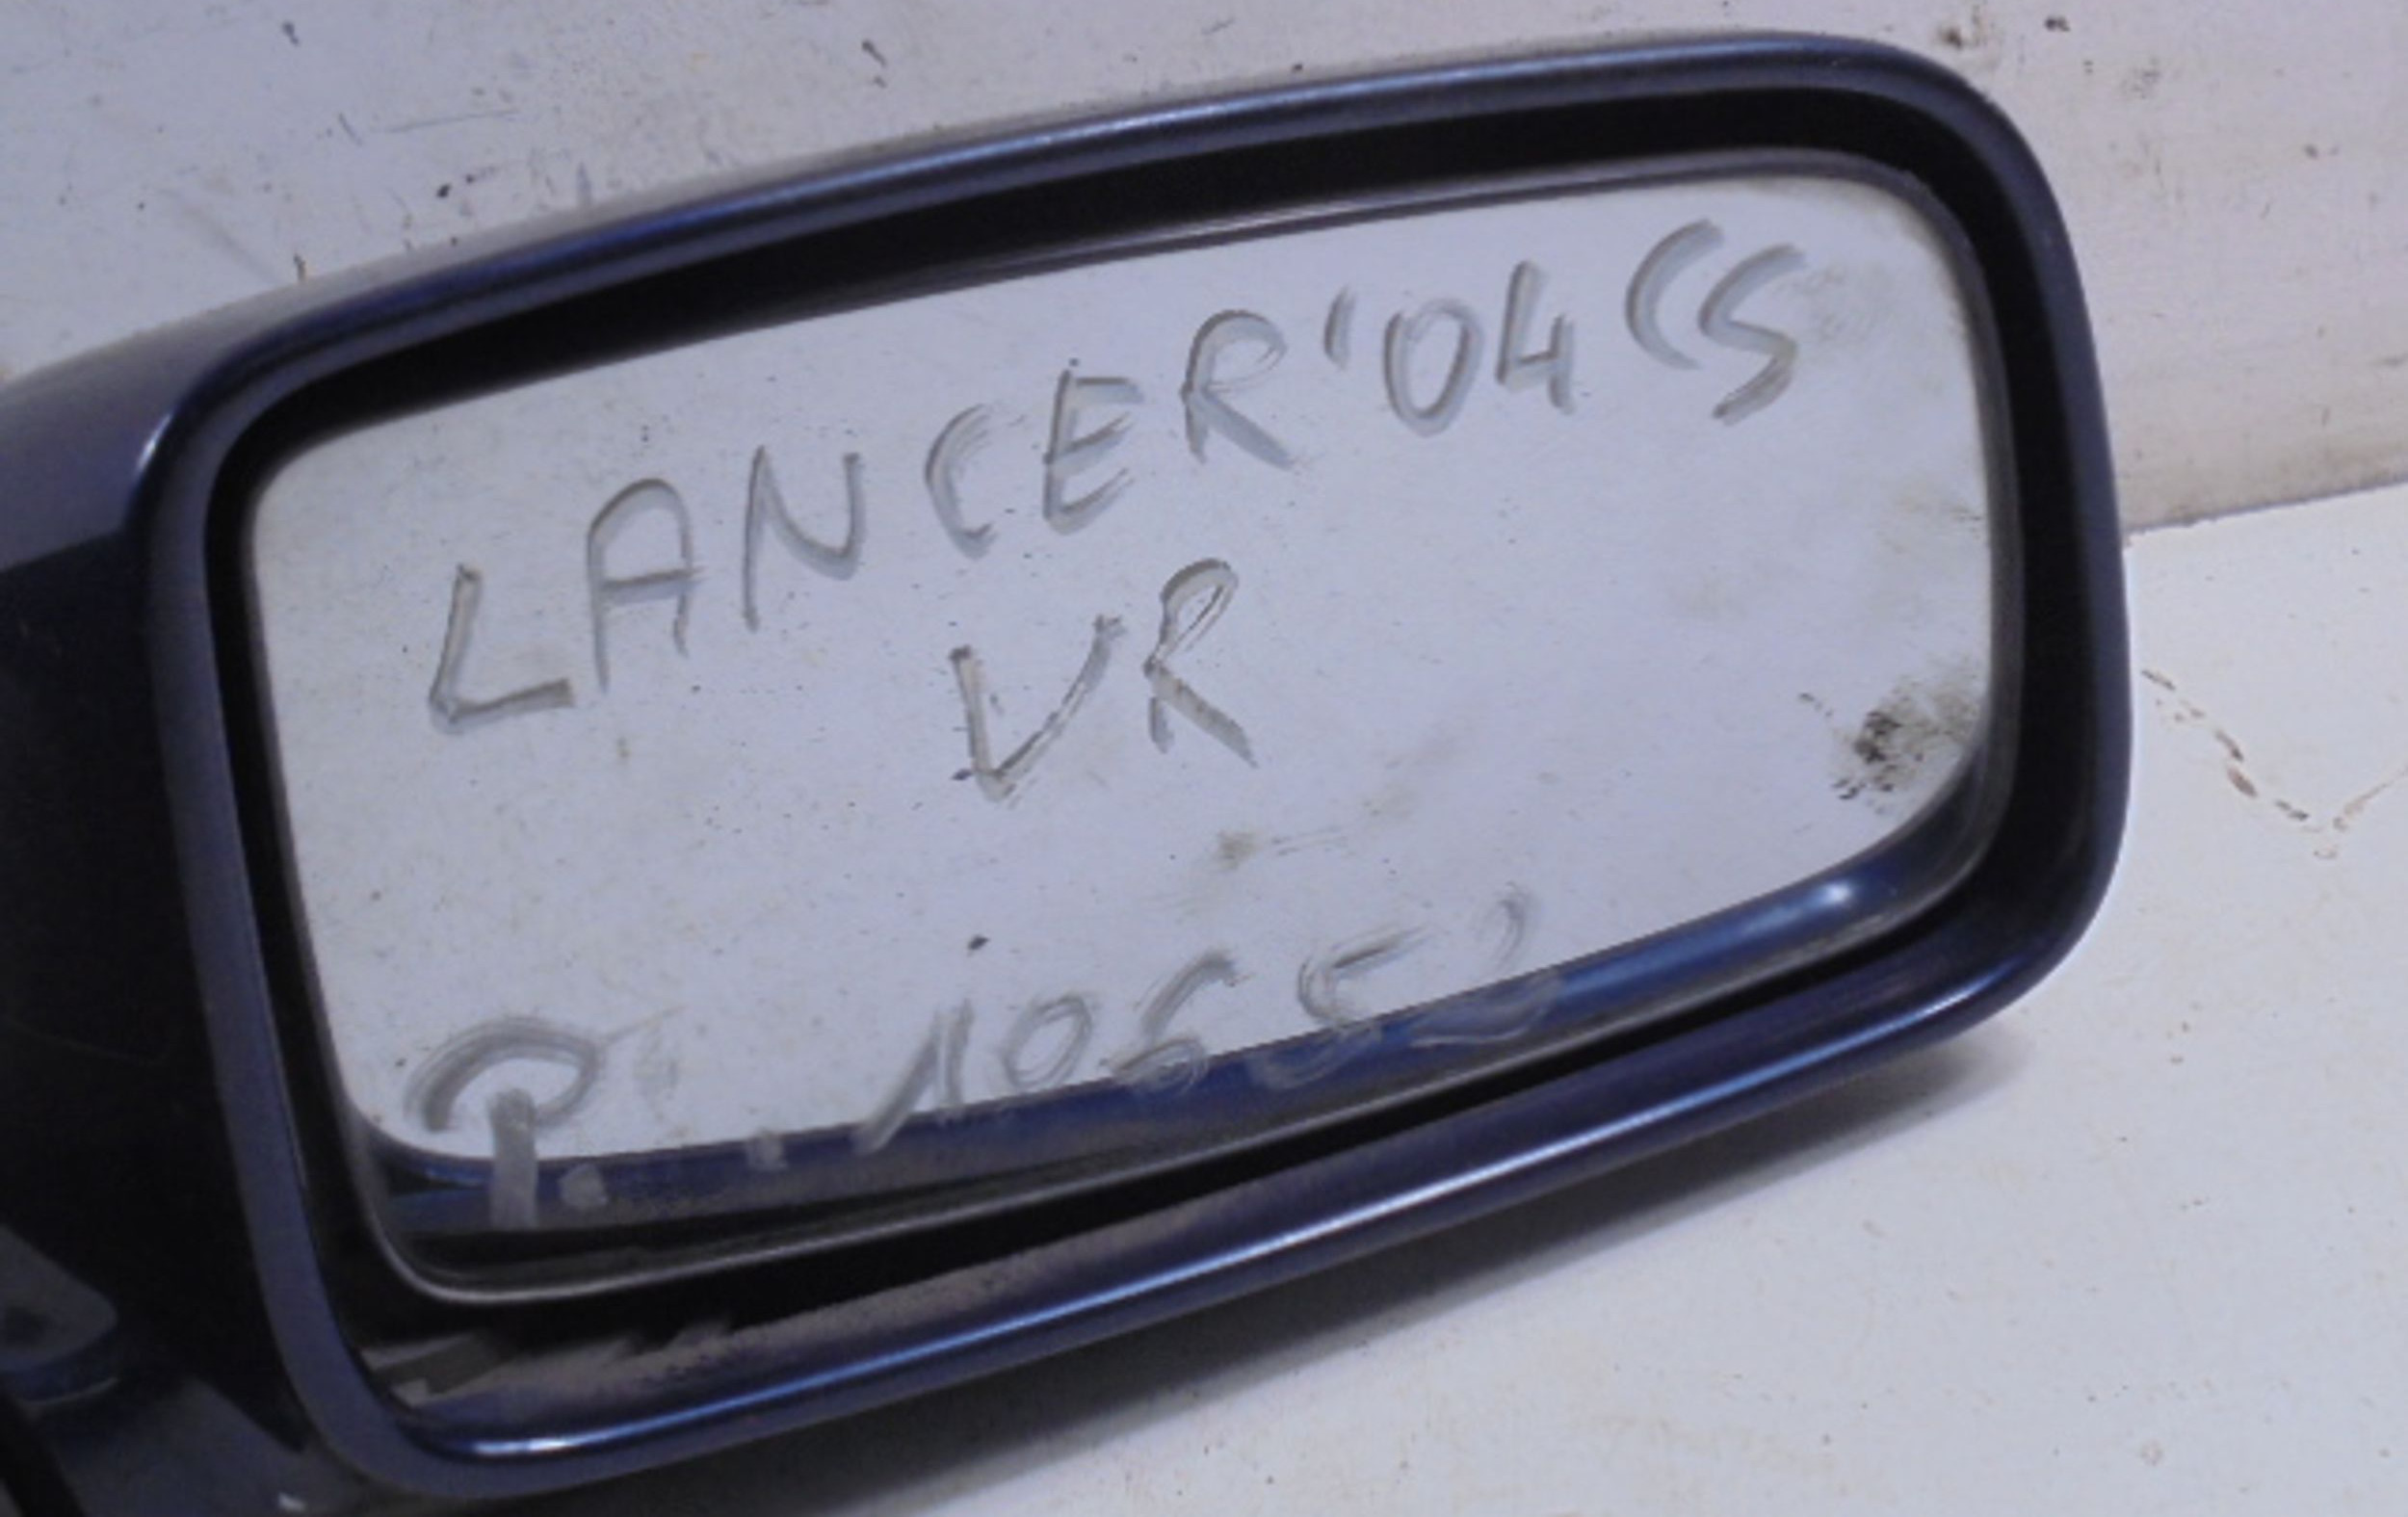 LANCER '04 CS
VR
P.